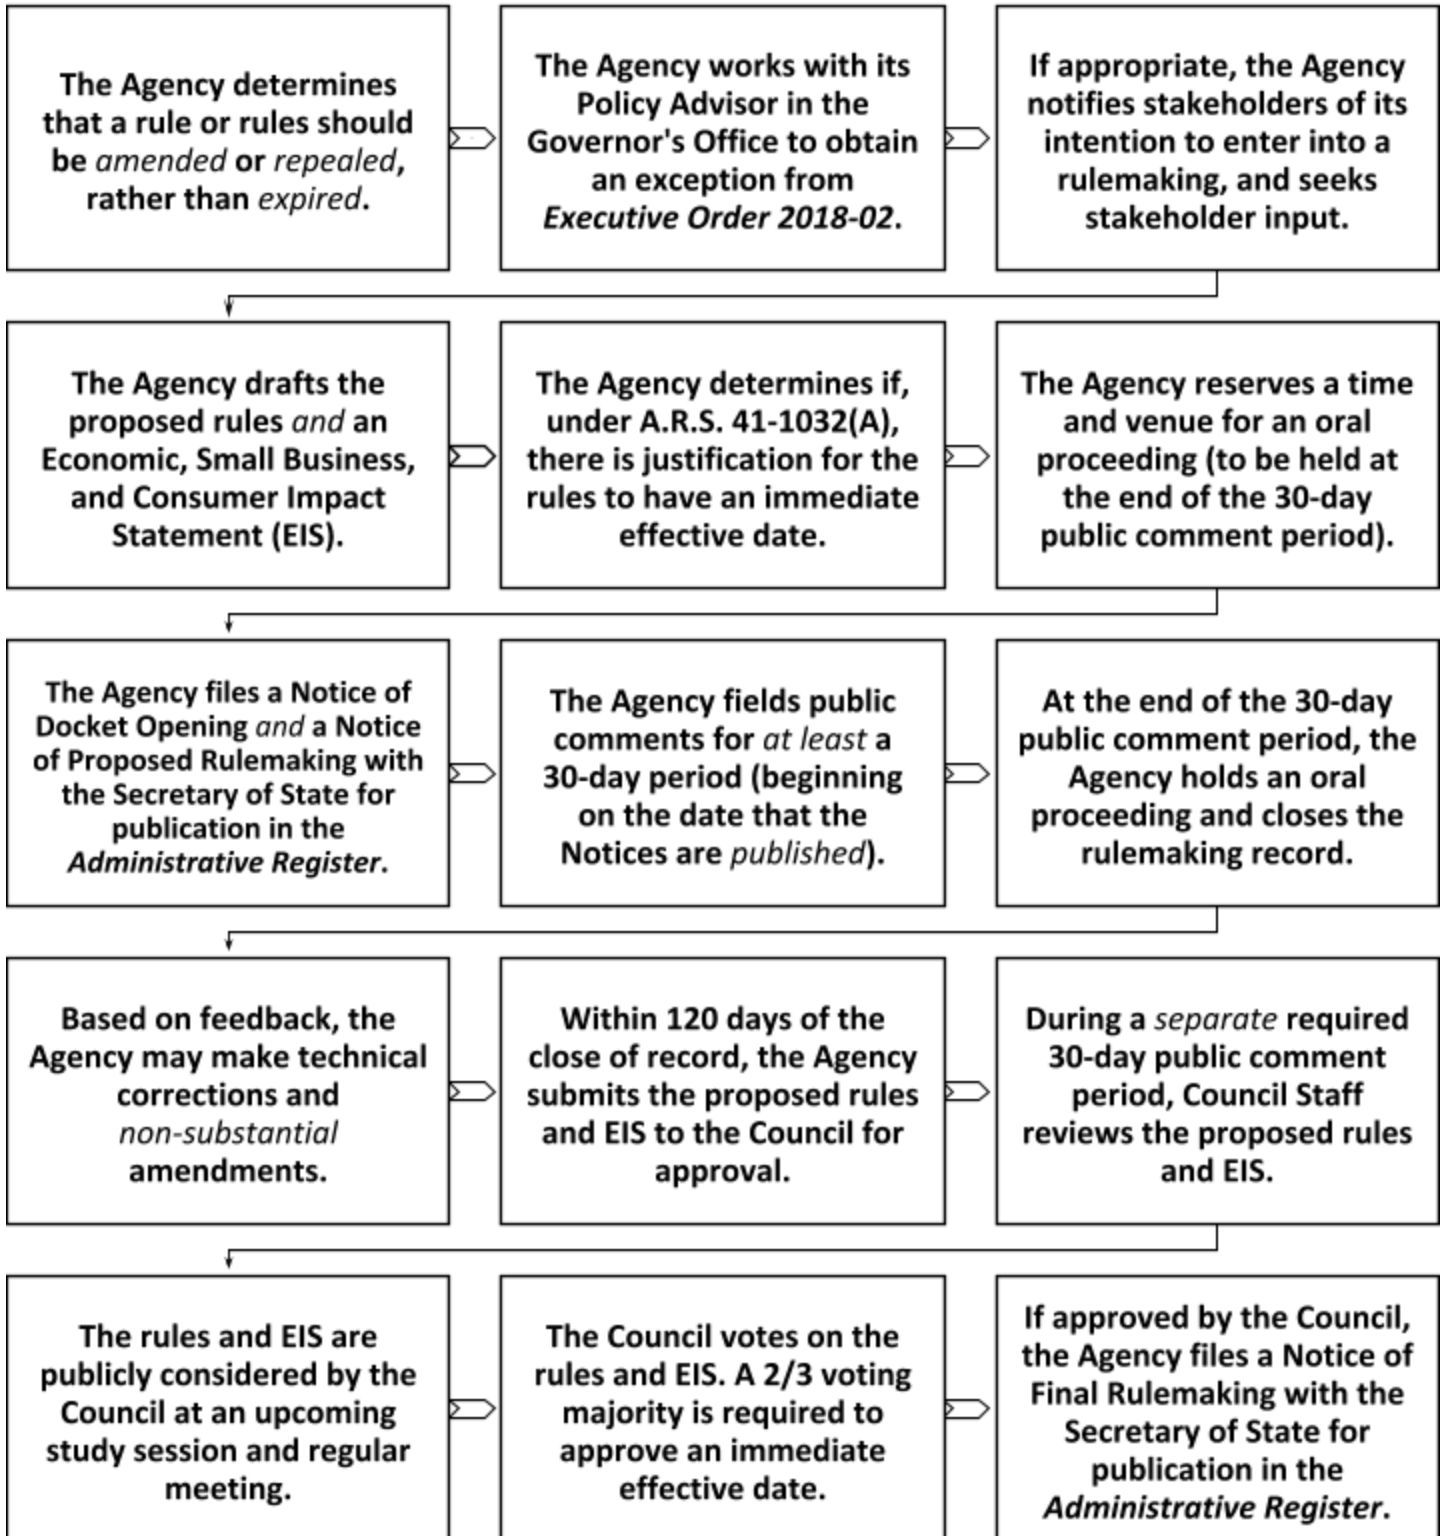 The Agency determines
that a rule or rules should
be amended or repealed,
rather than expired.
The Agency works with its
Policy Advisor in the
Governor's Office to obtain
an exception from
Executive Order 2018-02.
If appropriate, the Agency
notifies stakeholders of its
intention to enter into a
rulemaking, and seeks
stakeholder input.
The Agency drafts the
proposed rules and an
Economic, Small Business,
and Consumer Impact
Statement (EIS).
The Agency determines if,
under A.R.S. 41-1032(A),
there is justification for the
rules to have an immediate
effective date.
The Agency reserves a time
and venue for an oral
proceeding (to be held at
the end of the 30-day
public comment period).
The Agency files a Notice of
Docket Opening and a Notice
of Proposed Rulemaking with
the Secretary of State for
publication in the
Administrative Register.
The Agency fields public
comments for at least a
30-day period (beginning
on the date that the
Notices are published).
At the end of the 30-day
public comment period, the
Agency holds an oral
proceeding and closes the
rulemaking record.
Based on feedback, the
Agency may make technical
corrections and
non-substantial
amendments.
Within 120 days of the
close of record, the Agency
submits the proposed rules
and EIS to the Council for
approval.
During a separate required
30-day public comment
period, Council Staff
reviews the proposed rules
and EIS.
The rules and EIS are
publicly considered by the
Council at an upcoming
study session and regular
meeting.
The Council votes on the
rules and EIS. A 2/3 voting
majority is required to
approve an immediate
effective date.
If approved by the Council,
the Agency files a Notice of
Final Rulemaking with the
Secretary of State for
publication in the
Administrative Register.